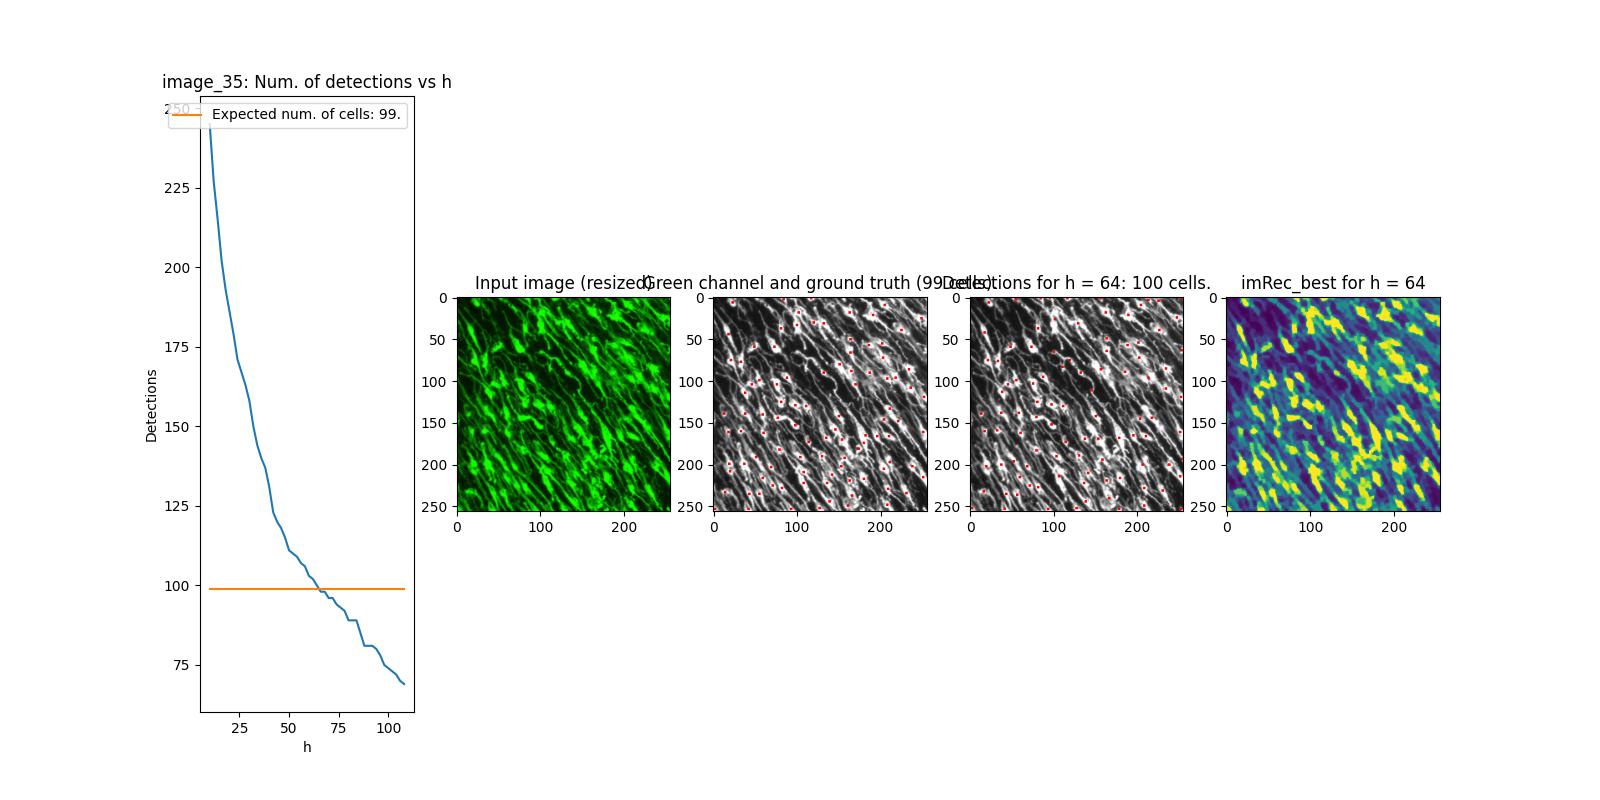 image_35: Num. of detections vs h
250
Expected num. of cells: 99.
225
200
175
150
125
100
75
Detections
25 50 75 100
h
Input image (resized)
0
50
100
150
200
250
0 100 200
Green channel and ground truth (99 cells).
0
50
100
150
200
250
0 100 200
Detections for h = 64: 100 cells.
0
50
100
150
200
250
0 100 200
imRec_best for h = 64
0
50
100
150
200
250
0 100 200